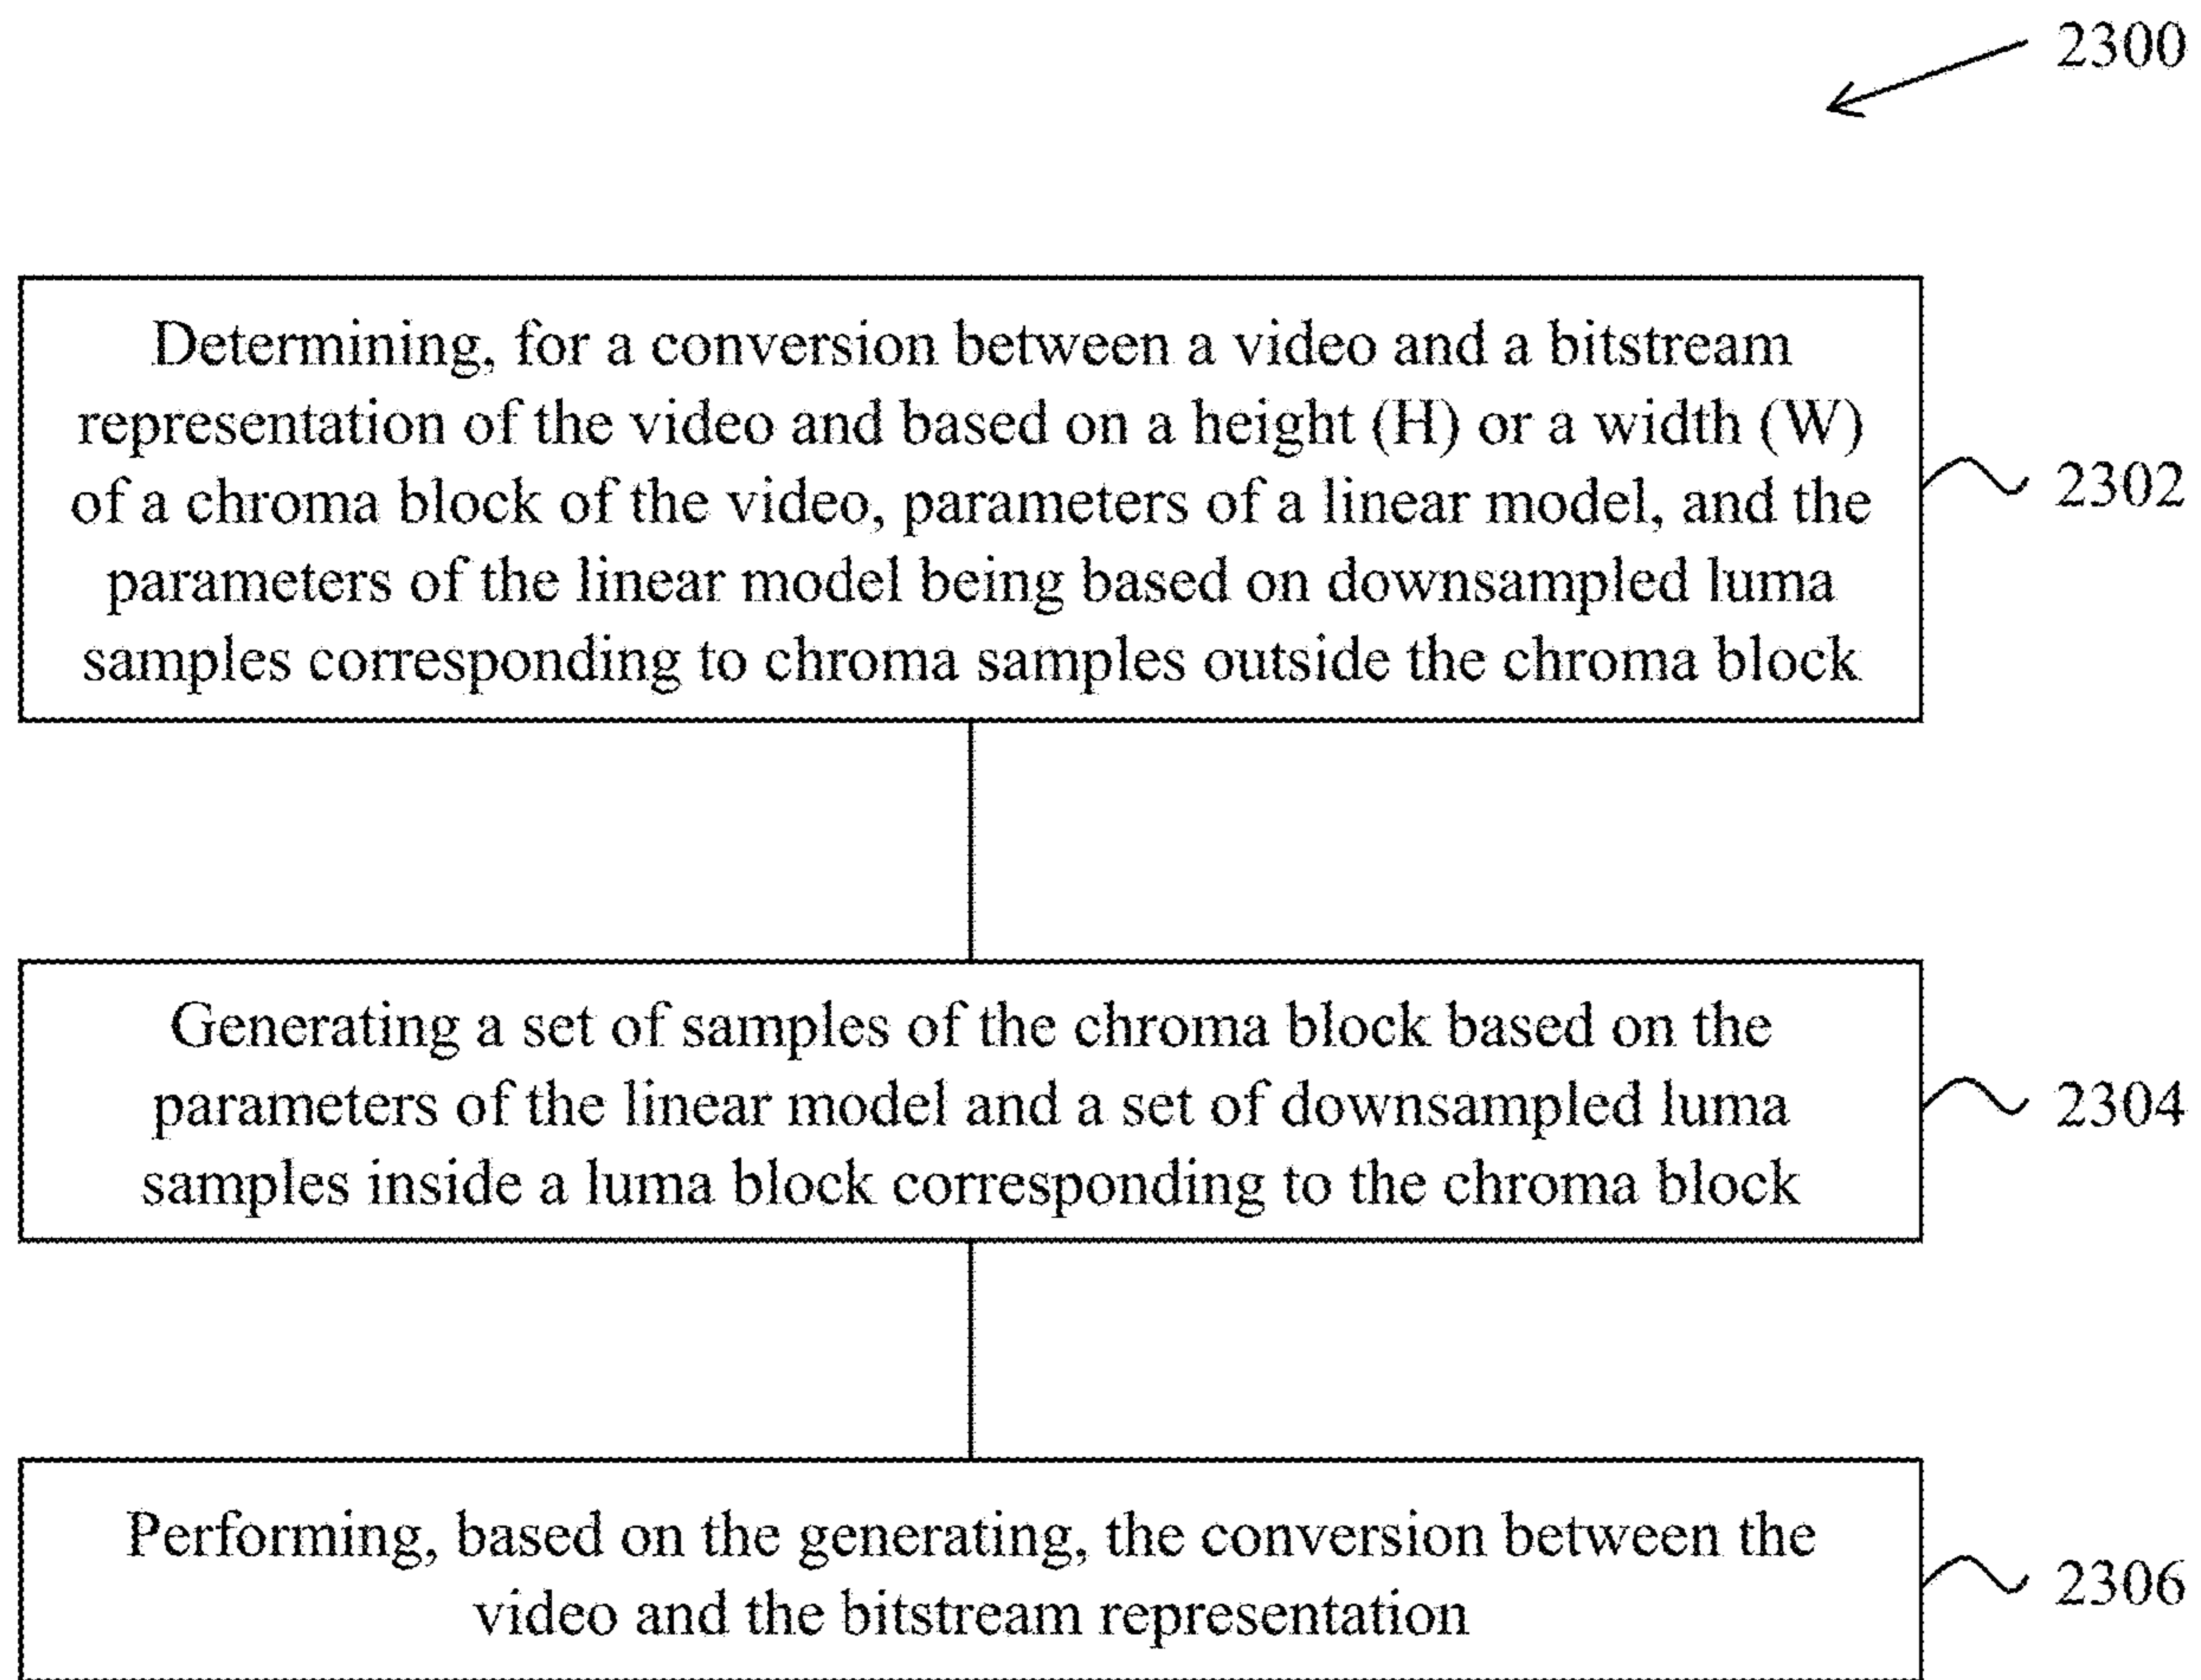 2300
Determining, for a conversion between a video and a bitstream
representation of the video and based on a height (H) or a width (W)
of a chroma block of the video, parameters of a linear model, and the
parameters of the linear model being based on downsampled luma
samples corresponding to chroma samples outside the chroma block
2302
Generating a set of samples of the chroma block based on the
parameters of the linear model and a set of downsampled luma
samples inside a luma block corresponding to the chroma block
2304
Performing, based on the generating, the conversion between the
video and the bitstream representation
2306